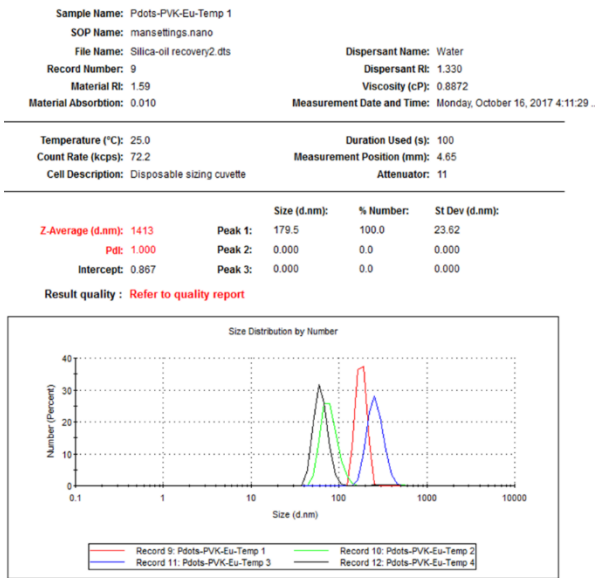 Sample Name: Pdots-PVK-Eu-Temp 1
SOP Name: mansettings.nano
File Name: Silica-oil recovery2.dts Dispersant Name: Water
Record Number: 9 Dispersant RI: 1.330
Material RI: 1.59 Viscosity (cP): 0.8872
Material Absorbtion: 0.010 Measurement Date and Time: Monday, October 16, 2017 4:11:29 ..
Temperature (°C): 25.0 Duration Used (s): 100
Count Rate (kcps): 72.2 Measurement Position (mm): 4.65
Cell Description: Disposable sizing cuvette Attenuator: 11
Size (d.nm): % Number: St Dev (d.nm):
Z-Average (d.nm): 1413 Peak 1: 179.5 100.0 23.62
PdI: 1.000 Peak 2: 0.000 0.0 0.000
Intercept: 0.867 Peak 3: 0.000 0.0 0.000
Result quality : Refer to quality report
Size Distribution by Number
Number (Percent)
40
30
20
10
0
0.1 1 10 100 1000 10000
Size (d.nm)
Record 9: Pdots-PVK-Eu-Temp 1 Record 10: Pdots-PVK-Eu-Temp 2
Record 11: Pdots-PVK-Eu-Temp 3 Record 12: Pdots-PVK-Eu-Temp 4